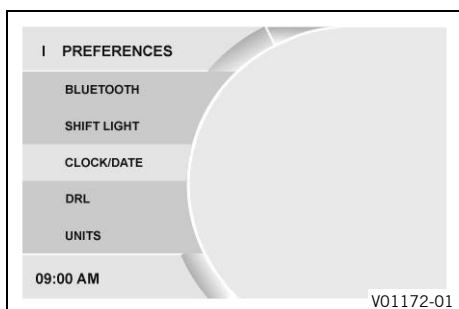 I PREFERENCES
BLUETOOTH
SHIFT LIGHT
CLOCK/DATE
DRL
UNITS
09:00 AM
V01172-01